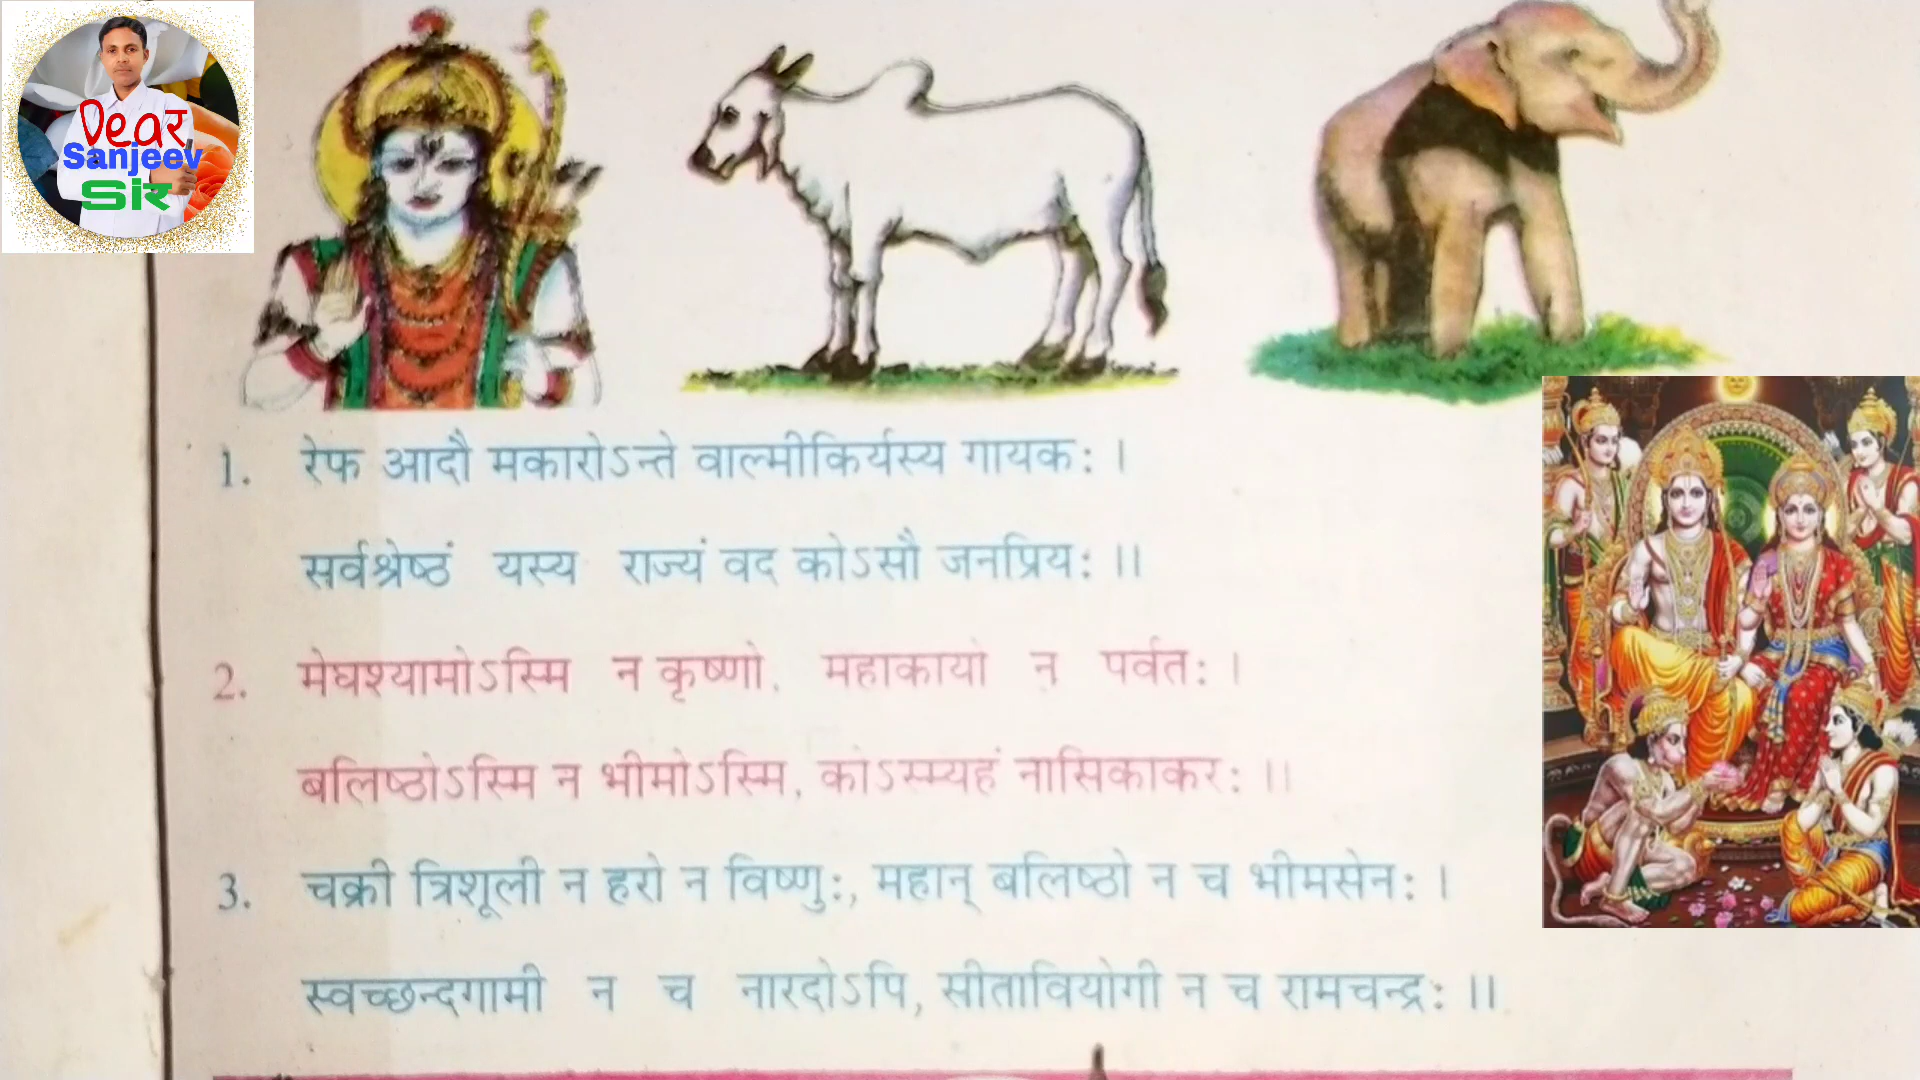 Dear
Sanjeev
Sir
1. रेफ आदौ मकारोऽन्ते वाल्मीकिर्यस्य गायकः ।
सर्वश्रेष्ठं यस्य राज्यं वद कोऽसौ जनप्रियः ।।
2. मेघश्यामोऽस्मि न कृष्णो, महाकायो न पर्वतः ।
बलिष्ठोऽस्मि न भीमोऽस्मि, कोऽस्म्यहं नासिकाकरः ।।
3. चक्री त्रिशूली न हरो न विष्णुः, महान् बलिष्ठो न च भीमसेनः ।
स्वच्छन्दगामी न च नारदोऽपि, सीतावियोगी न च रामचन्द्रः ।।